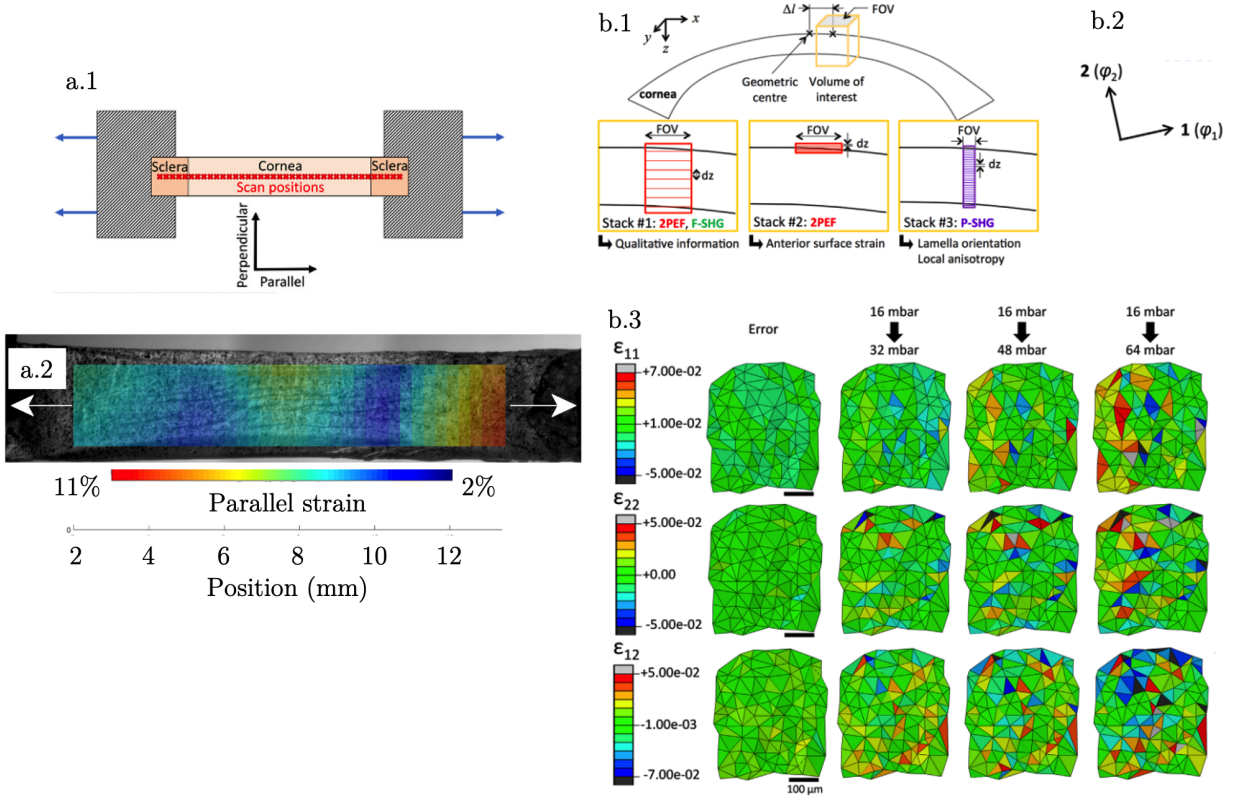 a.1
Sclera
Cornea
Sclera
Scan positions
Perpendicular
Parallel
a.2
11%
2%
Parallel strain
0
2 4 6 8 10 12
Position (mm)
b.1
x
y
z
Δl
FOV
Geometric
centre
Volume of
interest
cornea
FOV
dz
Stack #1: 2PEF, F-SHG
Qualitative information
FOV
dz
Stack #2: 2PEF
Anterior surface strain
FOV
dz
Stack #3: P-SHG
Lamella orientation
Local anisotropy
b.2
2 (φ2)
1 (φ1)
b.3
Error
16 mbar
32 mbar
16 mbar
48 mbar
16 mbar
64 mbar
ε11
+7.00e-02
+1.00e-02
-5.00e-02
ε22
+5.00e-02
+0.00
-5.00e-02
ε12
+5.00e-02
-1.00e-03
-7.00e-02
100 μm